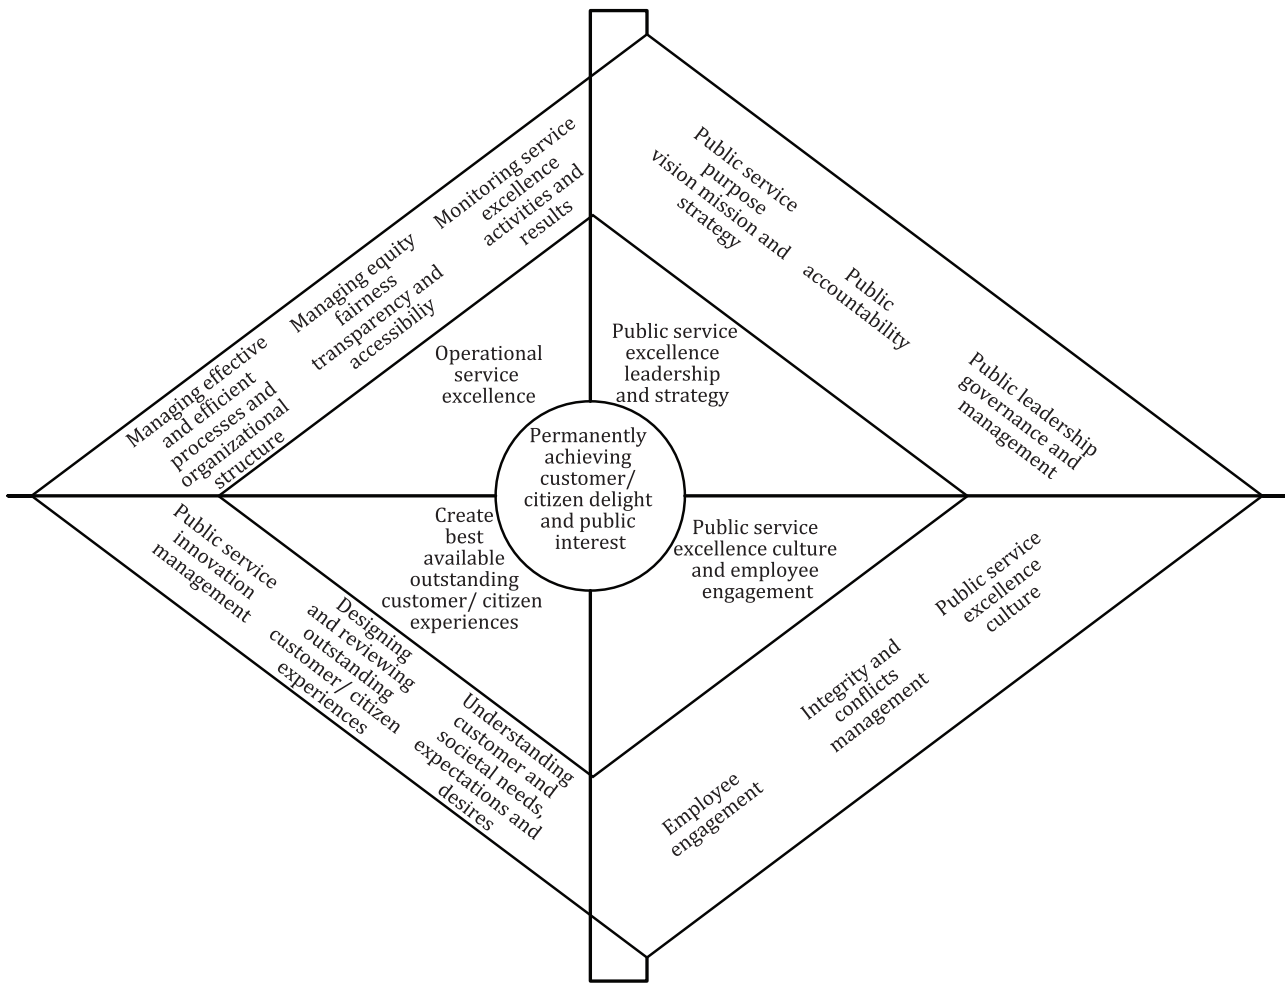 Monitoring service
excellence
activities and
results
Managing equity
fairness
transparency and
accessibiliy
Managing effective
and efficient
processes and
organizational
structure
Public service
purpose
vision mission and
strategy
Public
accountability
Public leadership
governance and
management
Operational
service
excellence
Public service
excellence
leadership
and strategy
Permanently
achieving
customer/
citizen delight
and public
interest
Create
best
available
outstanding
customer/ citizen
experiences
Public service
excellence culture
and employee
engagement
Public service
innovation
management
Designing
and reviewing
outstanding
customer/ citizen
experiences
Understanding
customer and
societal needs,
expectations and
desires
Public service
excellence
culture
Integrity and
conflicts
management
Employee
engagement